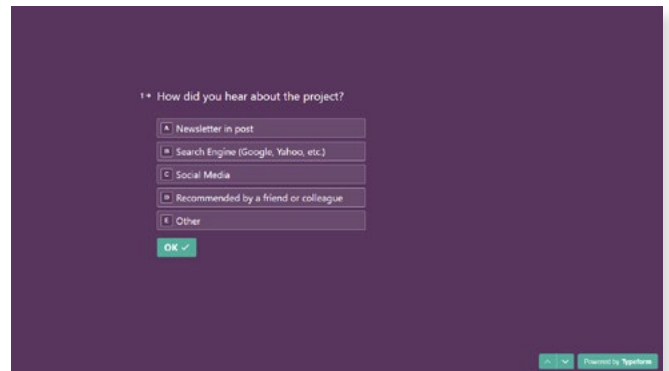 1 → How did you hear about the project?
A Newsletter in post
B Search Engine (Google, Yahoo, etc.)
C Social Media
D Recommended by a friend or colleague
E Other
OK ✓
Powered by Typeform